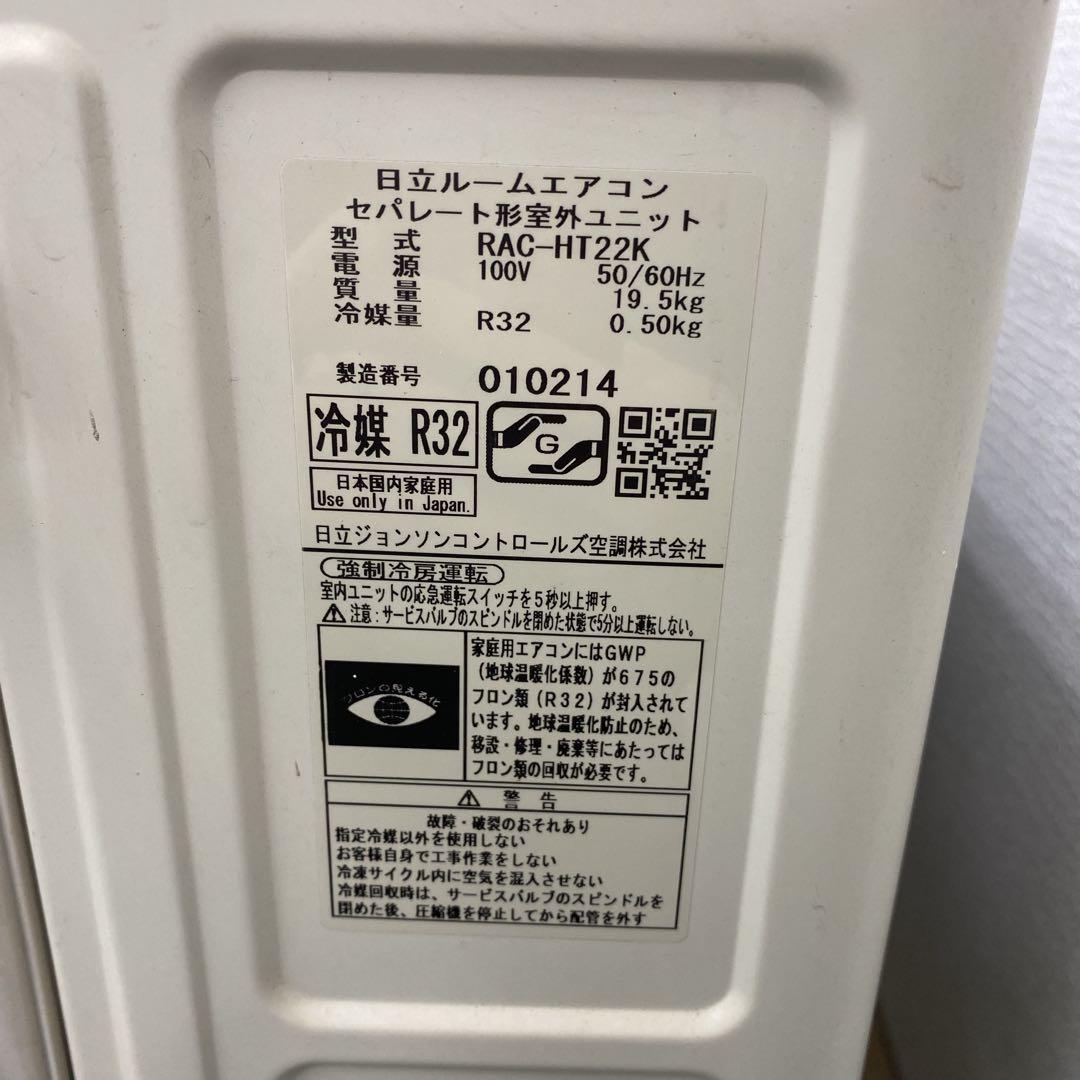 日立ルームエアコン
セパレート形室外ユニット
型 式 RAC-HT22K
電 源 100V 50/60Hz
質 量 19.5kg
冷媒量 R32 0.50kg
製造番号 010214
冷媒 R32
G
日本国内家庭用
Use only in Japan.
日立ジョンソンコントロールズ空調株式会社
強制冷房運転
室内ユニットの応急運転スイッチを5秒以上押す。
注意:サービスバルブのスピンドルを閉めた状態で5分以上運転しない。
フロンの見える化
家庭用エアコンにはGWP
(地球温暖化係数)が675の
フロン類(R32)が封入されて
います。地球温暖化防止のため、
移設・修理・廃棄等にあたっては
フロン類の回収が必要です。
警 告
故障・破裂のおそれあり
指定冷媒以外を使用しない
お客様自身で工事作業をしない
冷凍サイクル内に空気を混入させない
冷媒回収時は、サービスバルブのスピンドルを
閉めた後、圧縮機を停止してから配管を外す